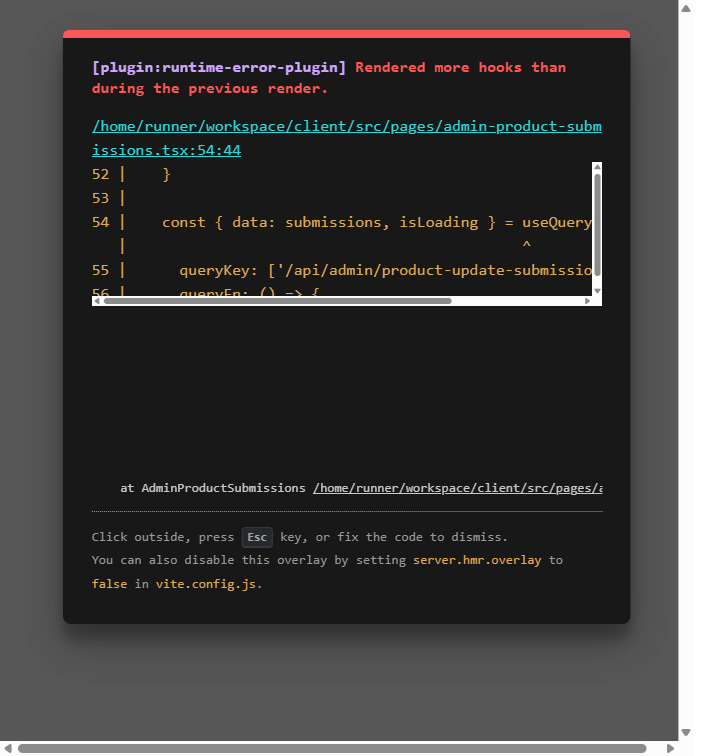 [plugin:runtime-error-plugin] Rendered more hooks than
during the previous render.
/home/runner/workspace/client/src/pages/admin-product-subm
issions.tsx:54:44
52 |    }
53 |
54 |    const { data: submissions, isLoading } = useQuery
   |                                             ^
55 |      queryKey: ['/api/admin/product-update-submissio
56 |      queryFn: () => {
at AdminProductSubmissions /home/runner/workspace/client/src/pages/a
Click outside, press Esc key, or fix the code to dismiss.
You can also disable this overlay by setting server.hmr.overlay to
false in vite.config.js.